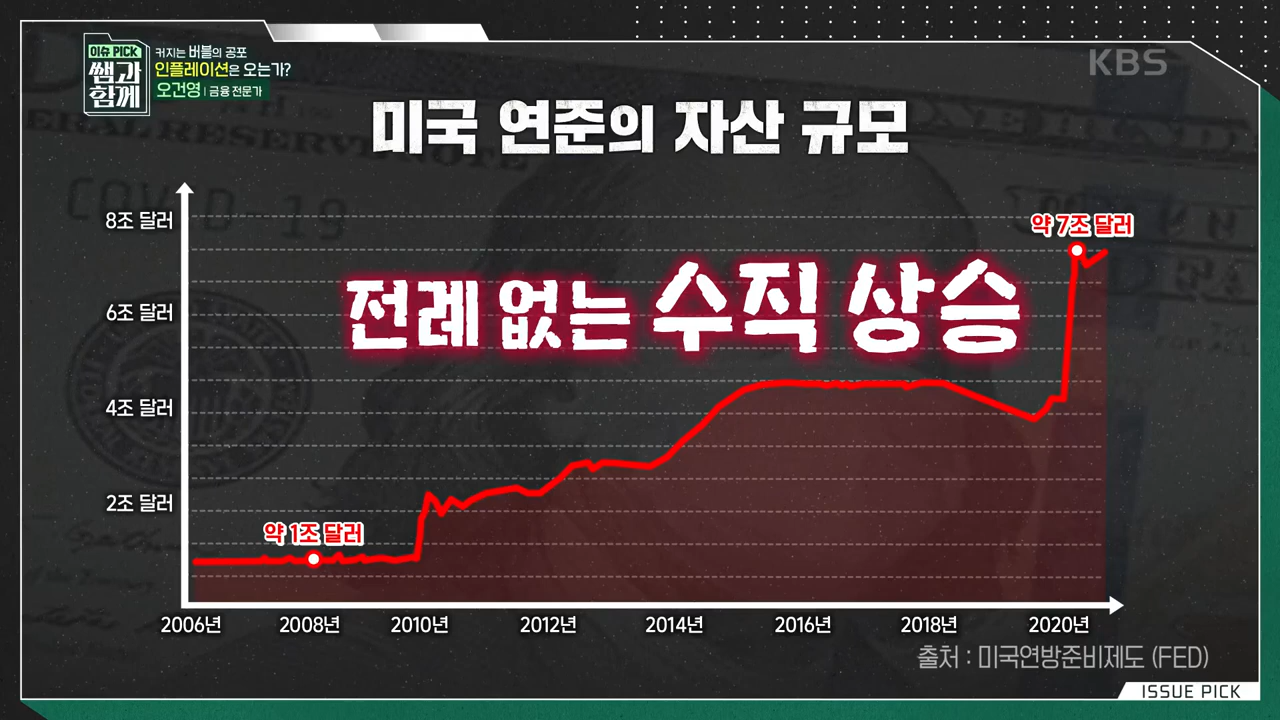 이슈 PICK
쌤과
함께
커지는 버블의 공포
인플레이션은 오는가?
오건영 | 금융 전문가
KBS
미국 연준의 자산 규모
COVID-19
8조 달러
약 7조 달러
전례 없는 수직 상승
6조 달러
4조 달러
2조 달러
약 1조 달러
2006년 2008년 2010년 2012년 2014년 2016년 2018년 2020년
출처 : 미국연방준비제도 (FED)
ISSUE PICK